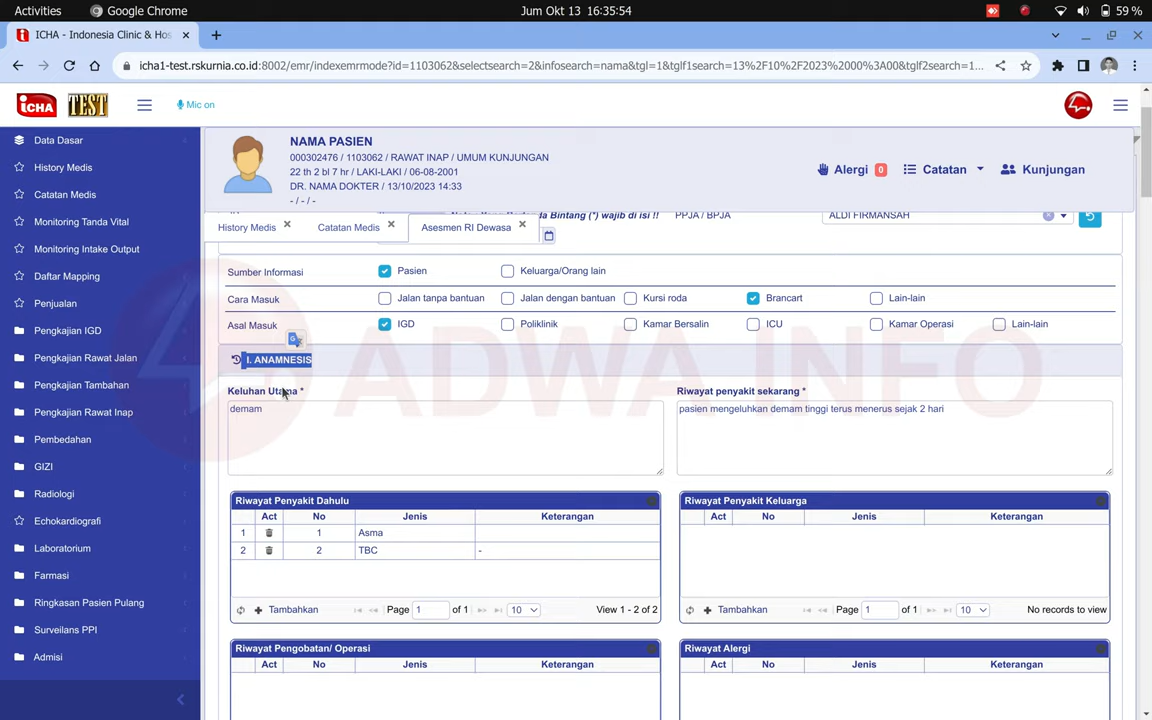 Activities
Google Chrome
Jum Okt 13 16:35:54
59 %
ICHA - Indonesia Clinic & Hos
icha1-test.rskurnia.co.id:8002/emr/indexemrmode?id=1103062&selectsearch=2&infosearch=nama&tgl=1&tglf1search=13%2F10%2F2023%2000%3A00&tglf2search=1...
iCHA TEST
Mic on
Data Dasar
History Medis
Catatan Medis
Monitoring Tanda Vital
Monitoring Intake Output
Daftar Mapping
Penjualan
Pengkajian IGD
Pengkajian Rawat Jalan
Pengkajian Tambahan
Pengkajian Rawat Inap
Pembedahan
GIZI
Radiologi
Echokardiografi
Laboratorium
Farmasi
Ringkasan Pasien Pulang
Surveilans PPI
Admisi
NAMA PASIEN
000302476 / 1103062 / RAWAT INAP / UMUM KUNJUNGAN
22 th 2 bl 7 hr / LAKI-LAKI / 06-08-2001
DR. NAMA DOKTER / 13/10/2023 14:33
- / - / -
Alergi 0
Catatan
Kunjungan
(*) wajib di isi !!
PPJA / BPJA
ALDI FIRMANSAH
History Medis
Catatan Medis
Asesmen RI Dewasa
Sumber Informasi Pasien Keluarga/Orang lain
Cara Masuk Jalan tanpa bantuan Jalan dengan bantuan Kursi roda Brancart Lain-lain
Asal Masuk IGD Poliklinik Kamar Bersalin ICU Kamar Operasi Lain-lain
I. ANAMNESIS
ADWA INFO
Keluhan Utama *
demam
Riwayat penyakit sekarang *
pasien mengeluhkan demam tinggi terus menerus sejak 2 hari
Riwayat Penyakit Dahulu
Act No Jenis Keterangan
1 1 Asma
2 2 TBC -
Tambahkan Page 1 of 1 10 View 1 - 2 of 2
Riwayat Penyakit Keluarga
Act No Jenis Keterangan
Tambahkan Page 1 of 1 10 No records to view
Riwayat Pengobatan/ Operasi
Act No Jenis Keterangan
Riwayat Alergi
Act No Jenis Keterangan